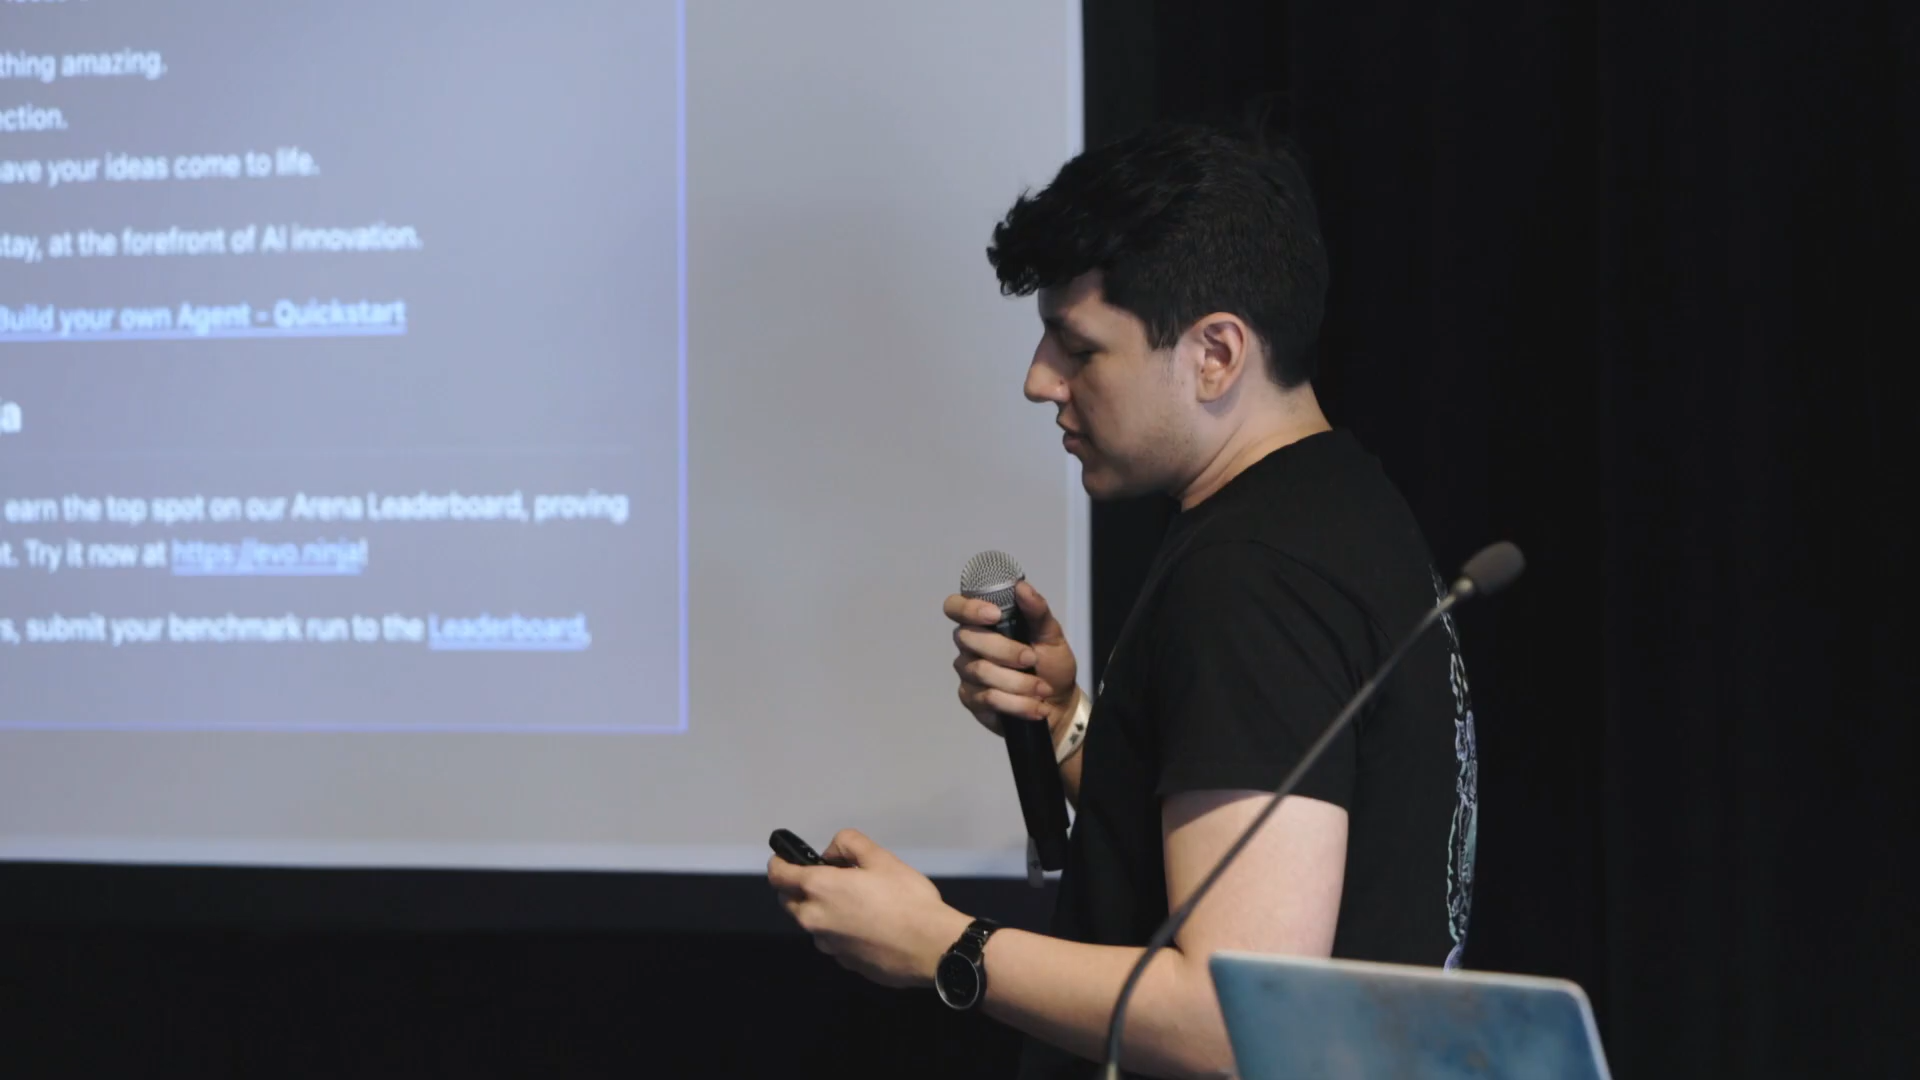 thing amazing.
ction.
ave your ideas come to life.
stay, at the forefront of AI innovation.
Build your own Agent - Quickstart
ja
earn the top spot on our Arena Leaderboard, proving
t. Try it now at https://evo.ninja!
s, submit your benchmark run to the Leaderboard,